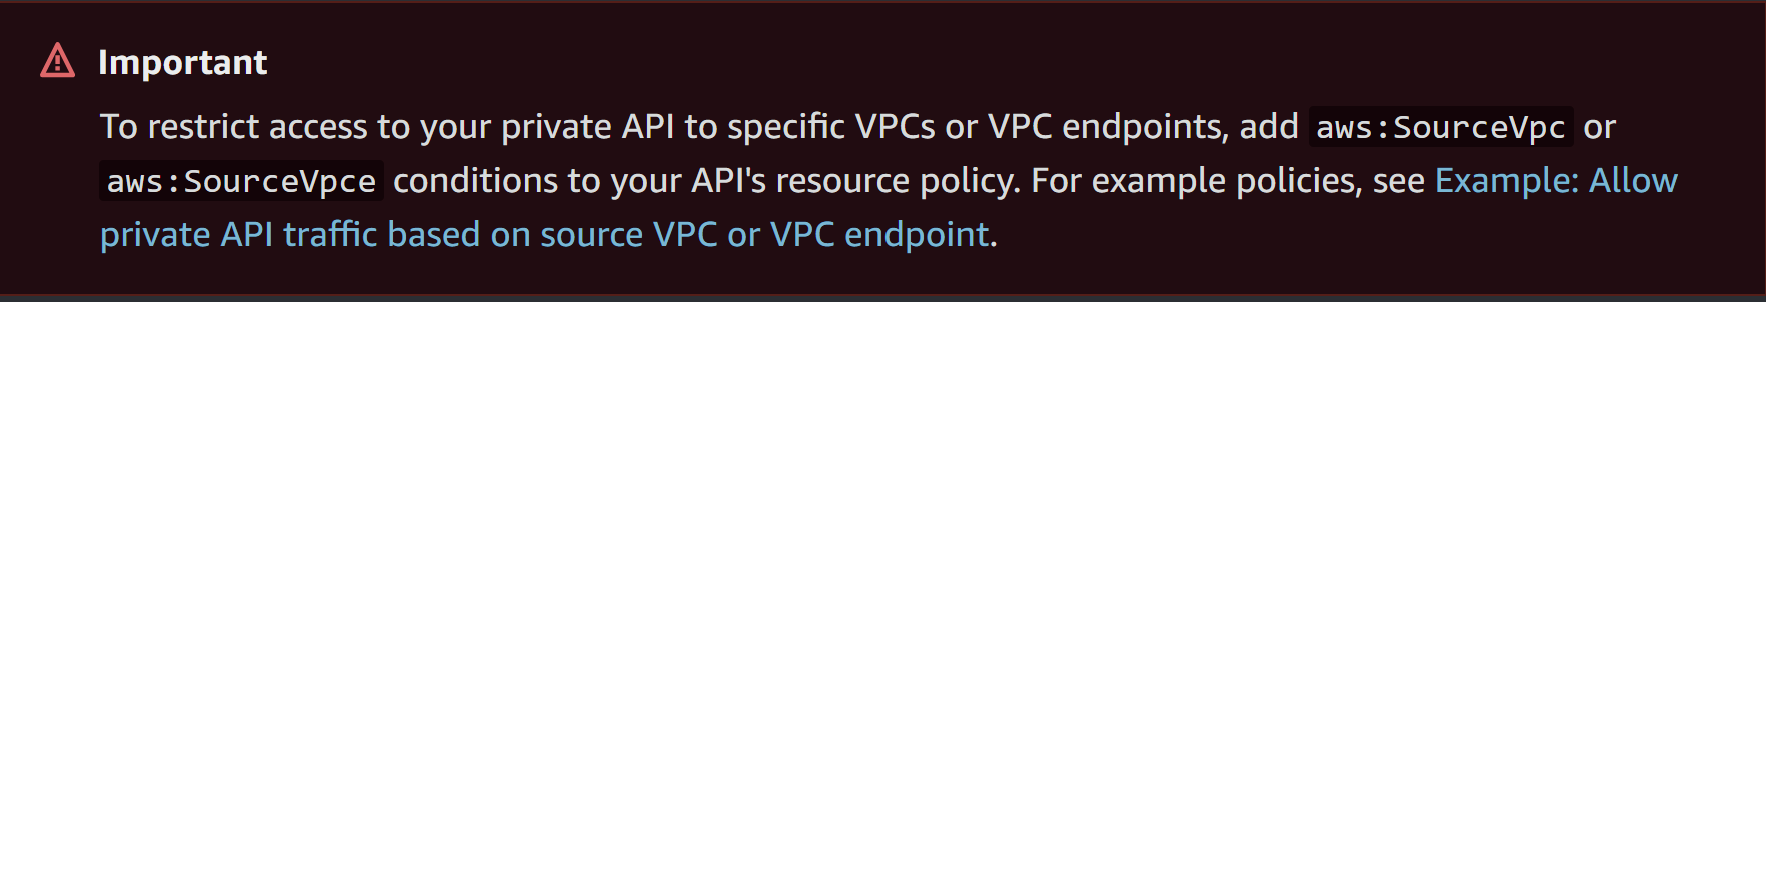 Important
To restrict access to your private API to specific VPCs or VPC endpoints, add aws:SourceVpc or
aws:SourceVpce conditions to your API's resource policy. For example policies, see Example: Allow
private API traffic based on source VPC or VPC endpoint.